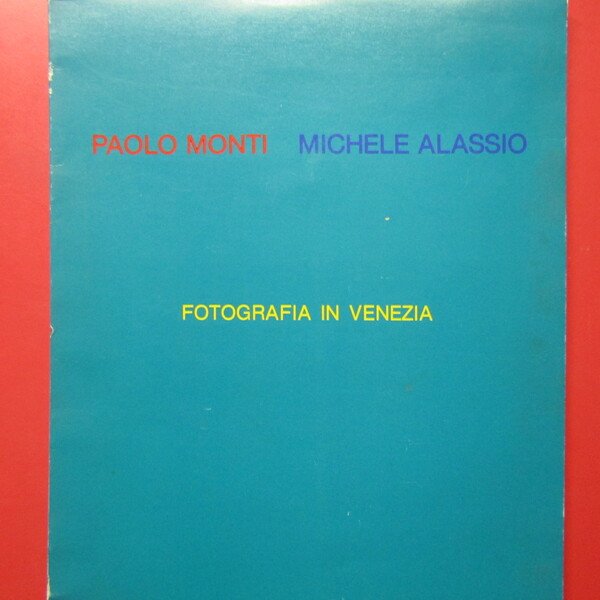 PAOLO MONTI MICHELE ALASSIO
FOTOGRAFIA IN VENEZIA